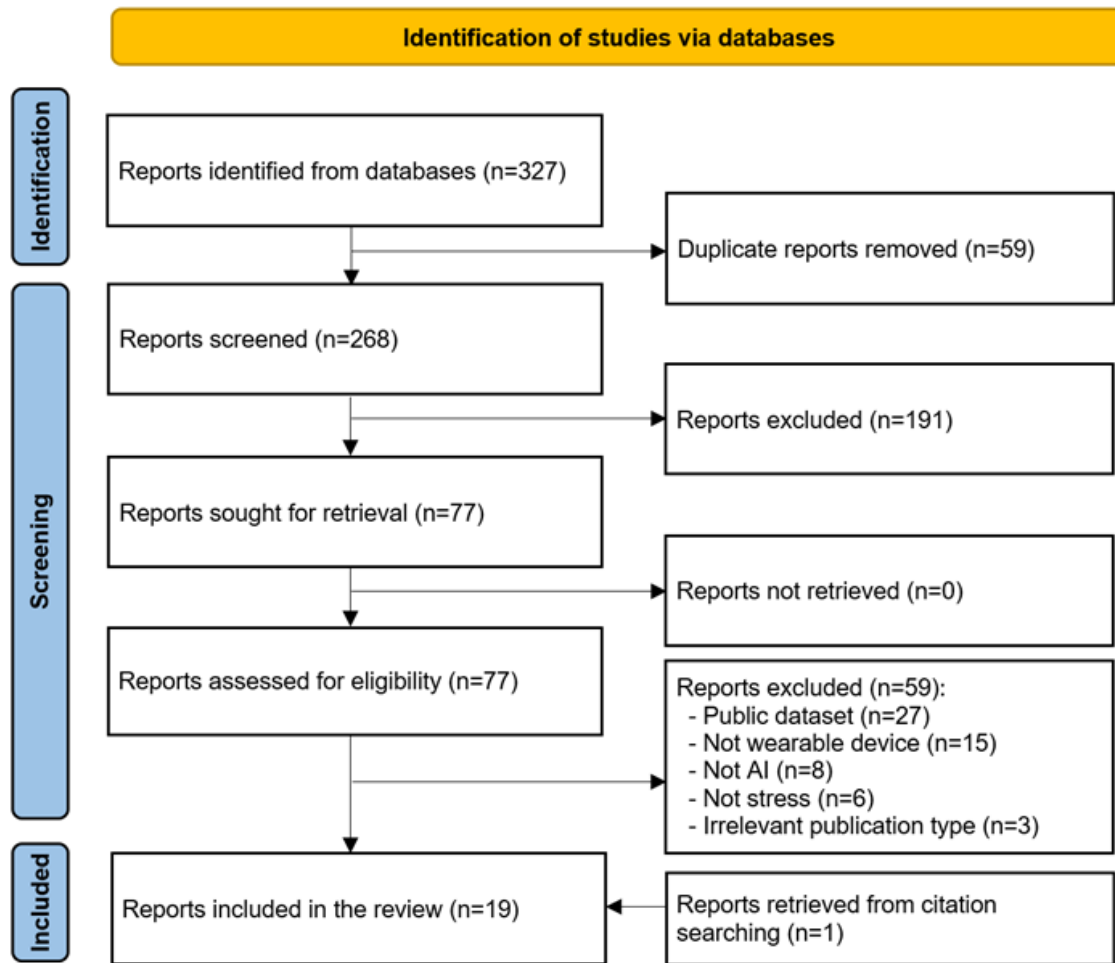 Identification of studies via databases
Identification
Reports identified from databases (n=327)
Duplicate reports removed (n=59)
Screening
Reports screened (n=268)
Reports excluded (n=191)
Reports sought for retrieval (n=77)
Reports not retrieved (n=0)
Reports assessed for eligibility (n=77)
Reports excluded (n=59):
- Public dataset (n=27)
- Not wearable device (n=15)
- Not AI (n=8)
- Not stress (n=6)
- Irrelevant publication type (n=3)
Included
Reports included in the review (n=19)
Reports retrieved from citation
searching (n=1)